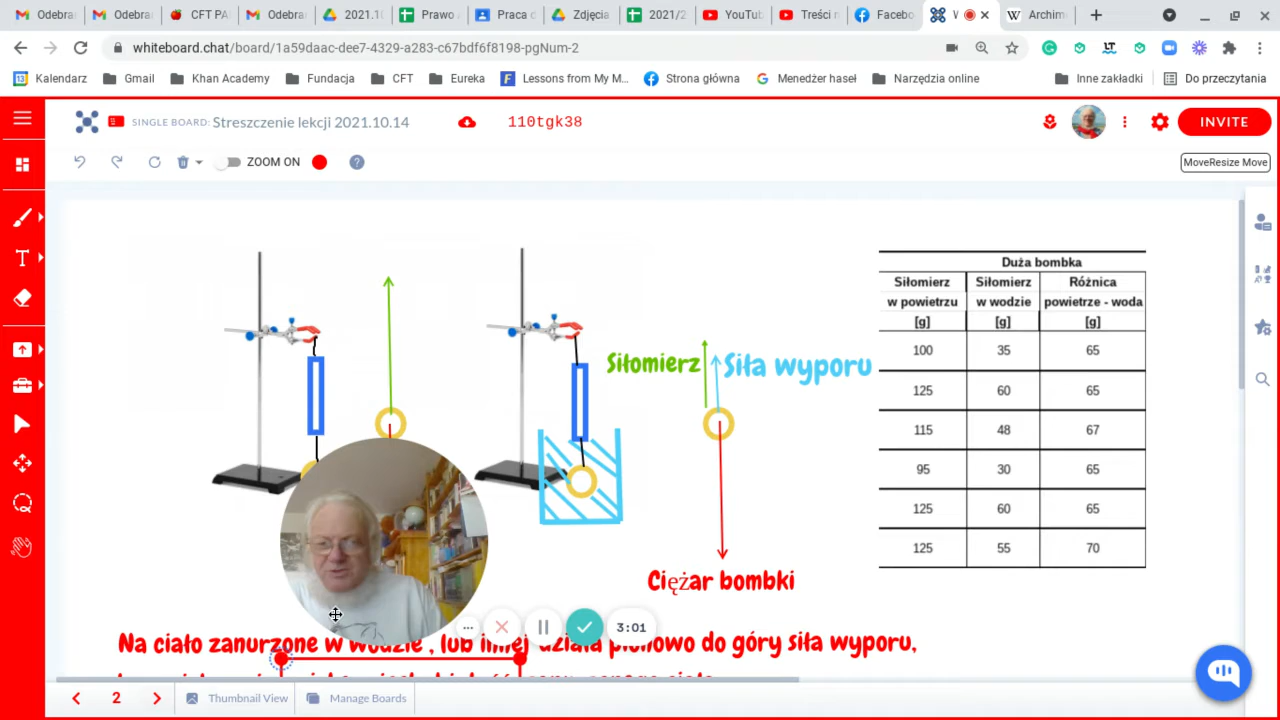 Odebra
Odebra
CFT PA
Odebra
2021.10
Prawo
Praca d
Zdjęcia
2021/2
YouTu
Treści r
Facebo
W
Archim
whiteboard.chat/board/1a59daac-dee7-4329-a283-c67bdf6f8198-pgNum-2
Kalendarz
Gmail
Khan Academy
Fundacja
CFT
Eureka
Lessons from My M...
Strona główna
Menedżer haseł
Narzędzia online
Inne zakładki
Do przeczytania
SINGLE BOARD: Streszczenie lekcji 2021.10.14
110tgk38
INVITE
ZOOM ON
MoveResize Move
Siłomierz
Siła wyporu
Ciężar bombki
Duża bombka
Siłomierz Siłomierz Różnica
w powietrzu w wodzie powietrze - woda
[g] [g] [g]
100 35 65
125 60 65
115 48 67
95 30 65
125 60 65
125 55 70
3:01
Na ciało zanurzone w wodzie , lub innej działa pionowo do góry siła wyporu,
2
Thumbnail View
Manage Boards